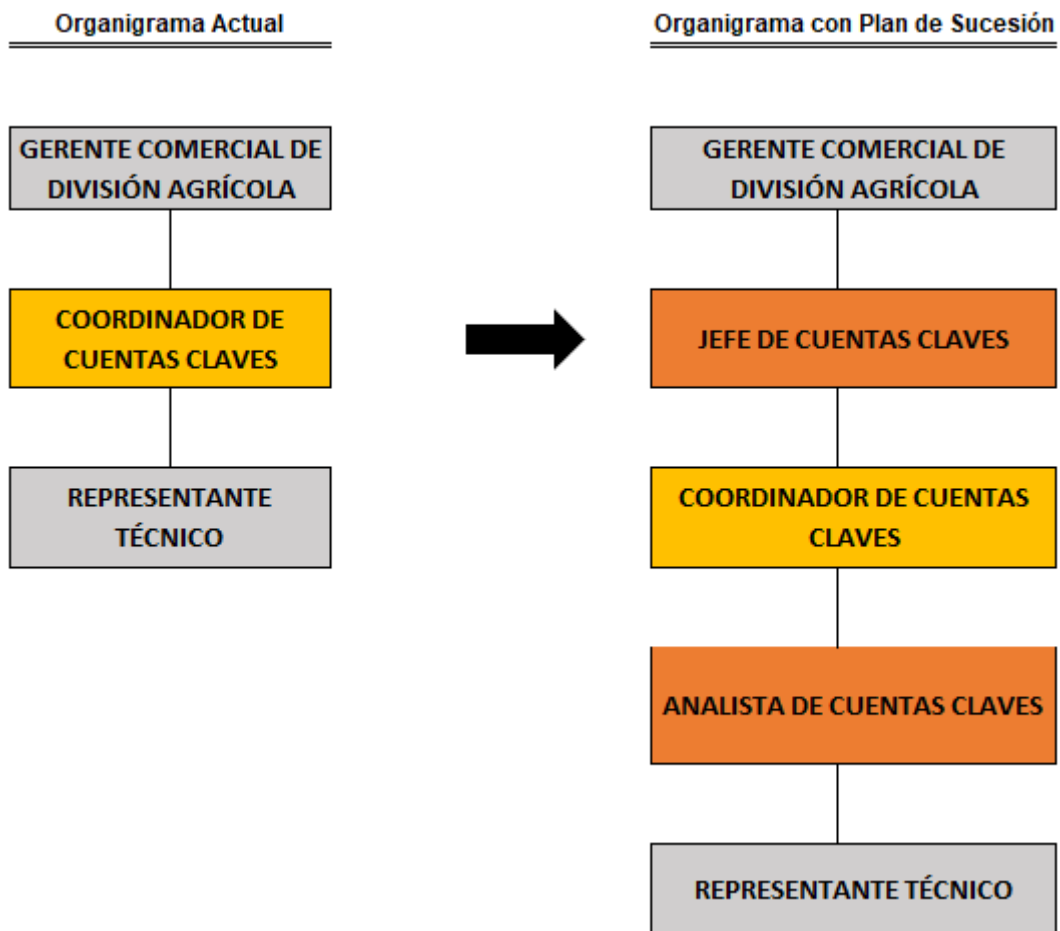 Organigrama Actual
GERENTE COMERCIAL DE
DIVISIÓN AGRÍCOLA
COORDINADOR DE
CUENTAS CLAVES
REPRESENTANTE
TÉCNICO
Organigrama con Plan de Sucesión
GERENTE COMERCIAL DE
DIVISIÓN AGRÍCOLA
JEFE DE CUENTAS CLAVES
COORDINADOR DE CUENTAS
CLAVES
ANALISTA DE CUENTAS CLAVES
REPRESENTANTE TÉCNICO